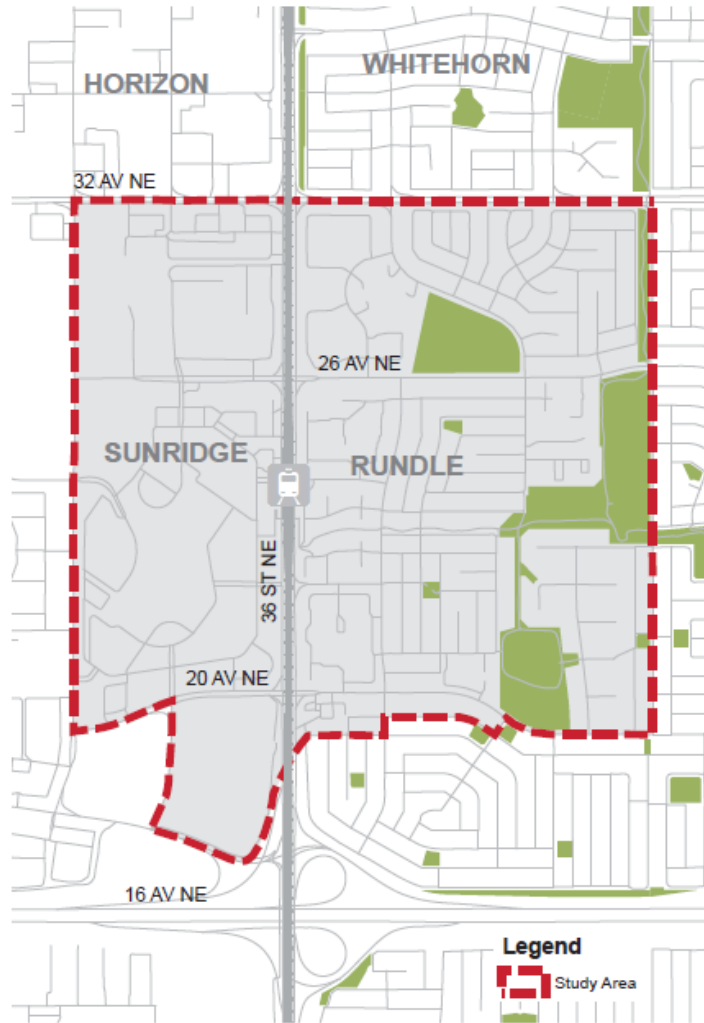 WHITEHORN
HORIZON
32 AV NE
26 AV NE
SUNRIDGE
RUNDLE
36 ST NE
20 AV NE
16 AV NE
Legend
Study Area